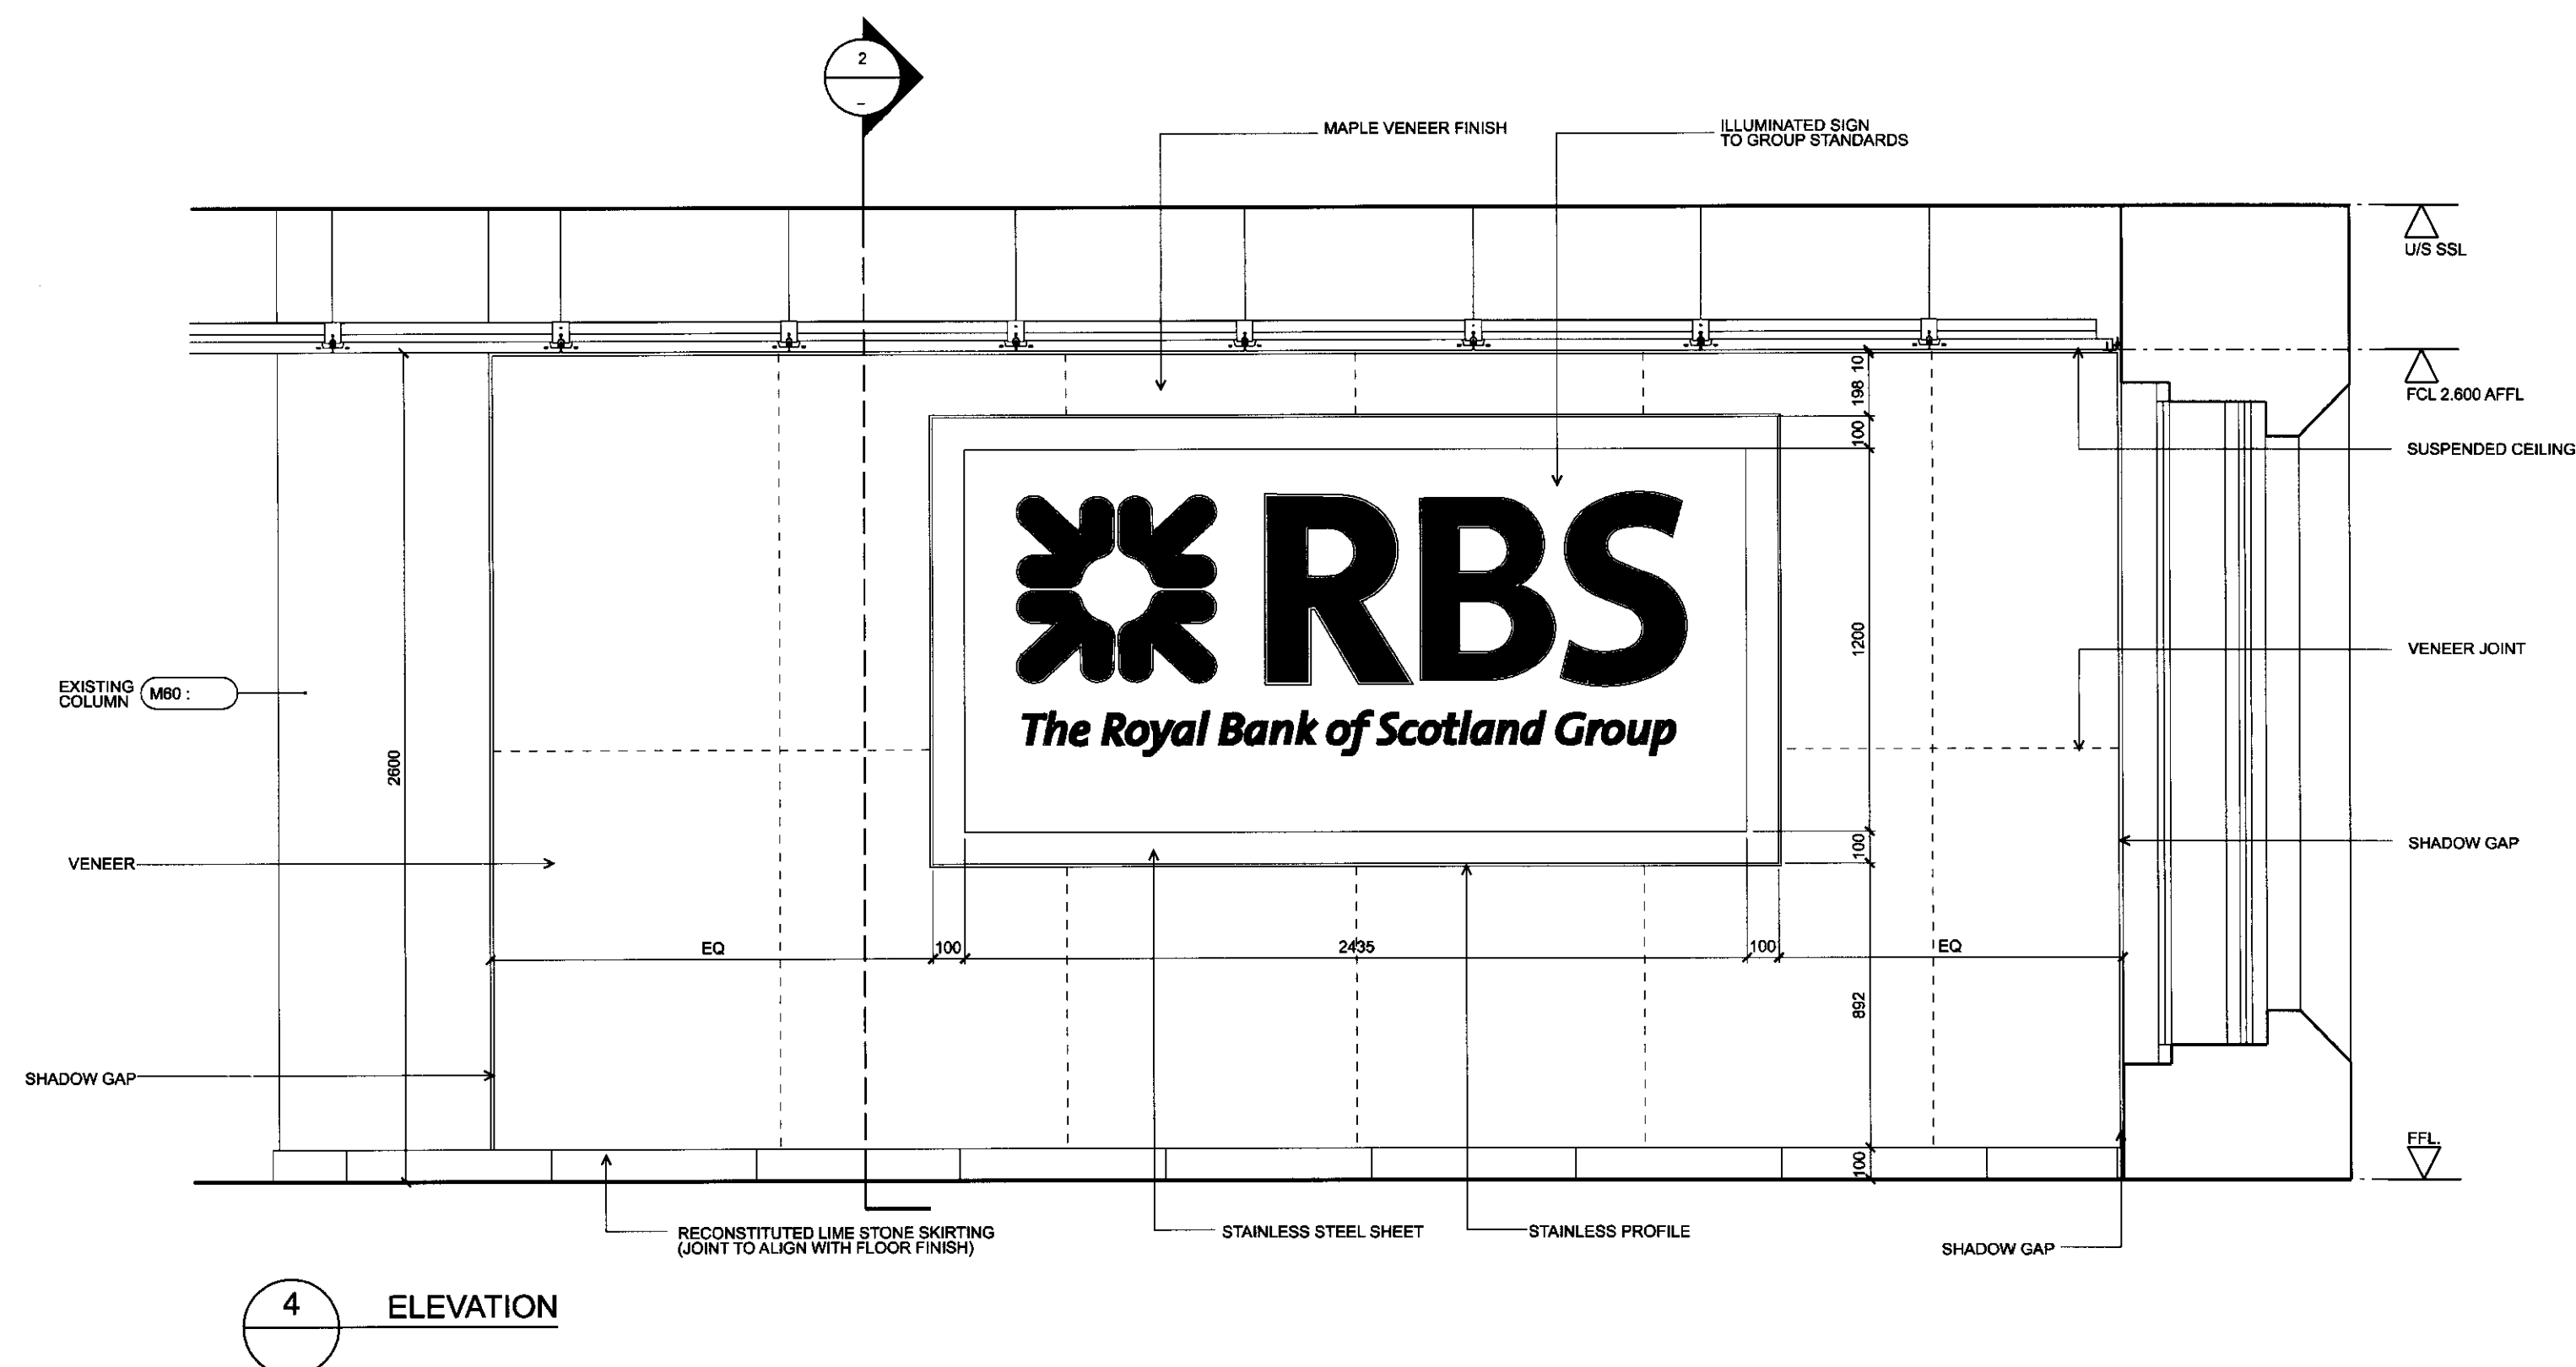 2
–
MAPLE VENEER FINISH
ILLUMINATED SIGN
TO GROUP STANDARDS
U/S SSL
FCL 2.600 AFFL
SUSPENDED CEILING
10
198
100
1200
100
892
100
RBS
The Royal Bank of Scotland Group
EXISTING
COLUMN
M60 :
2600
VENEER JOINT
SHADOW GAP
VENEER
EQ
100
2435
100
EQ
SHADOW GAP
FFL.
RECONSTITUTED LIME STONE SKIRTING
(JOINT TO ALIGN WITH FLOOR FINISH)
STAINLESS STEEL SHEET
STAINLESS PROFILE
SHADOW GAP
4
ELEVATION